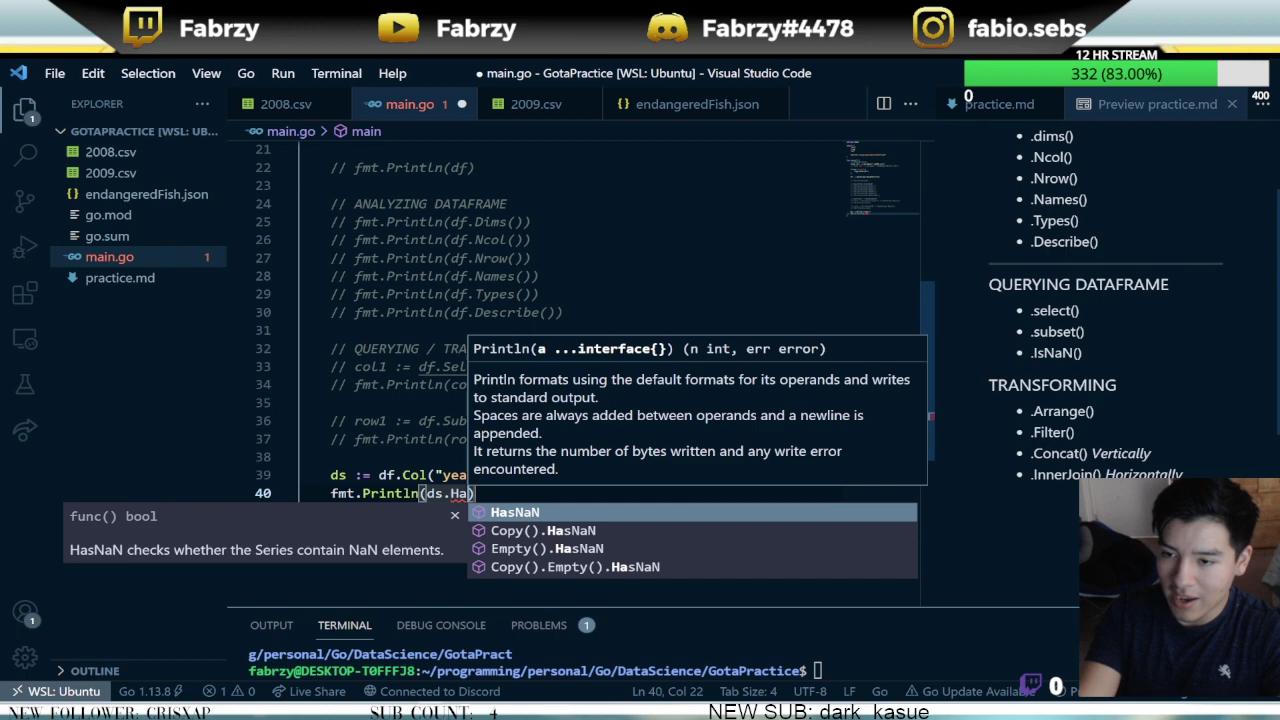 Fabrzy
Fabrzy
Fabrzy#4478
fabio.sebs
12 HR STREAM
332 (83.00%)
0
400
File Edit Selection View Go Run Terminal Help
● main.go - GotaPractice [WSL: Ubuntu] - Visual Studio Code
EXPLORER
GOTAPRACTICE [WSL: UB...
2008.csv
2009.csv
endangeredFish.json
go.mod
go.sum
main.go 1
practice.md
OUTLINE
2008.csv
main.go 1
2009.csv
endangeredFish.json
practice.md
Preview practice.md
main.go > main
21
22 // fmt.Println(df)
23
24 // ANALYZING DATAFRAME
25 // fmt.Println(df.Dims())
26 // fmt.Println(df.Ncol())
27 // fmt.Println(df.Nrow())
28 // fmt.Println(df.Names())
29 // fmt.Println(df.Types())
30 // fmt.Println(df.Describe())
31
32 // QUERYING / TRA
33 // col1 := df.Sel
34 // fmt.Println(co
35
36 // row1 := df.Sub
37 // fmt.Println(ro
38
39 ds := df.Col("yea
40 fmt.Println(ds.Ha)
Println(a ...interface{}) (n int, err error)
Println formats using the default formats for its operands and writes
to standard output.
Spaces are always added between operands and a newline is
appended.
It returns the number of bytes written and any write error
encountered.
func() bool
HasNaN checks whether the Series contain NaN elements.
HasNaN
Copy().HasNaN
Empty().HasNaN
Copy().Empty().HasNaN
.dims()
.Ncol()
.Nrow()
.Names()
.Types()
.Describe()
QUERYING DATAFRAME
.select()
.subset()
.IsNaN()
TRANSFORMING
.Arrange()
.Filter()
.Concat() Vertically
.InnerJoin() Horizontally
OUTPUT TERMINAL DEBUG CONSOLE PROBLEMS 1
g/personal/Go/DataScience/GotaPract
fabrzy@DESKTOP-T0FFFJ8:~/programming/personal/Go/DataScience/GotaPractice$
1
1
WSL: Ubuntu Go 1.13.8 1 0 Live Share Connected to Discord Ln 40, Col 22 Tab Size: 4 UTF-8 LF Go Go Update Available
0
NEW FOLLOWER: CRISXAP SUB COUNT: 4 NEW SUB: dark_kasue